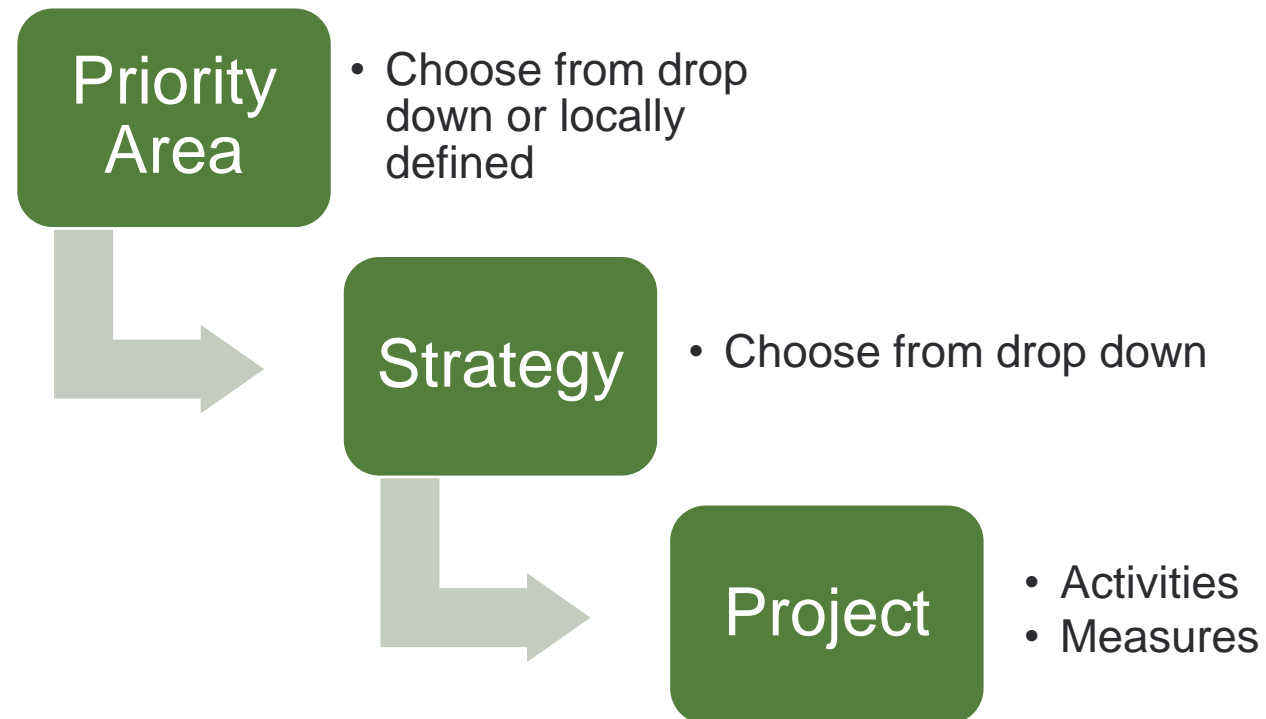 Priority
Area
• Choose from drop
down or locally
defined
Strategy
• Choose from drop down
Project
• Activities
• Measures